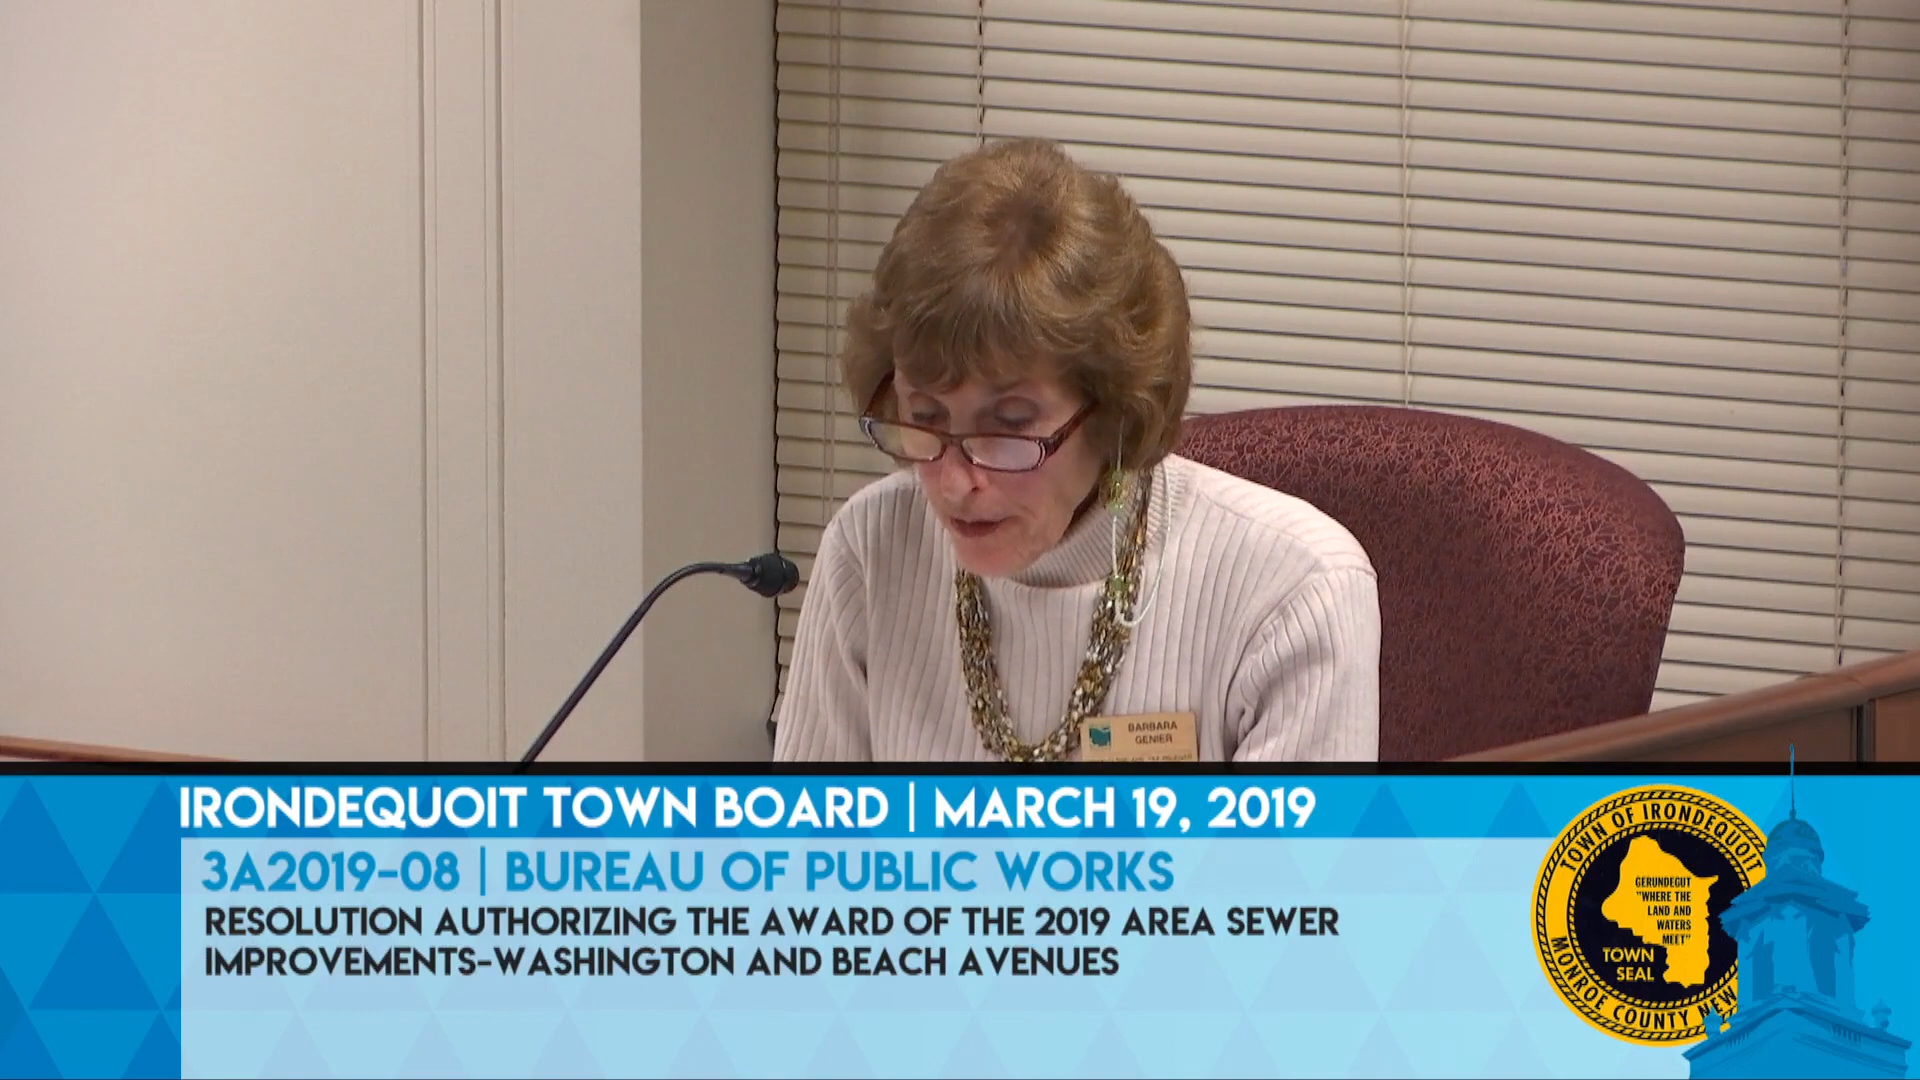 BARBARA
GENIER
IRONDEQUOIT TOWN BOARD | MARCH 19, 2019
3A2019-08 | BUREAU OF PUBLIC WORKS
RESOLUTION AUTHORIZING THE AWARD OF THE 2019 AREA SEWER
IMPROVEMENTS-WASHINGTON AND BEACH AVENUES
TOWN OF IRONDEQUOIT
GERUNDEGUT
"WHERE THE
LAND AND
WATERS
MEET"
TOWN
SEAL
MONROE COUNTY NEW